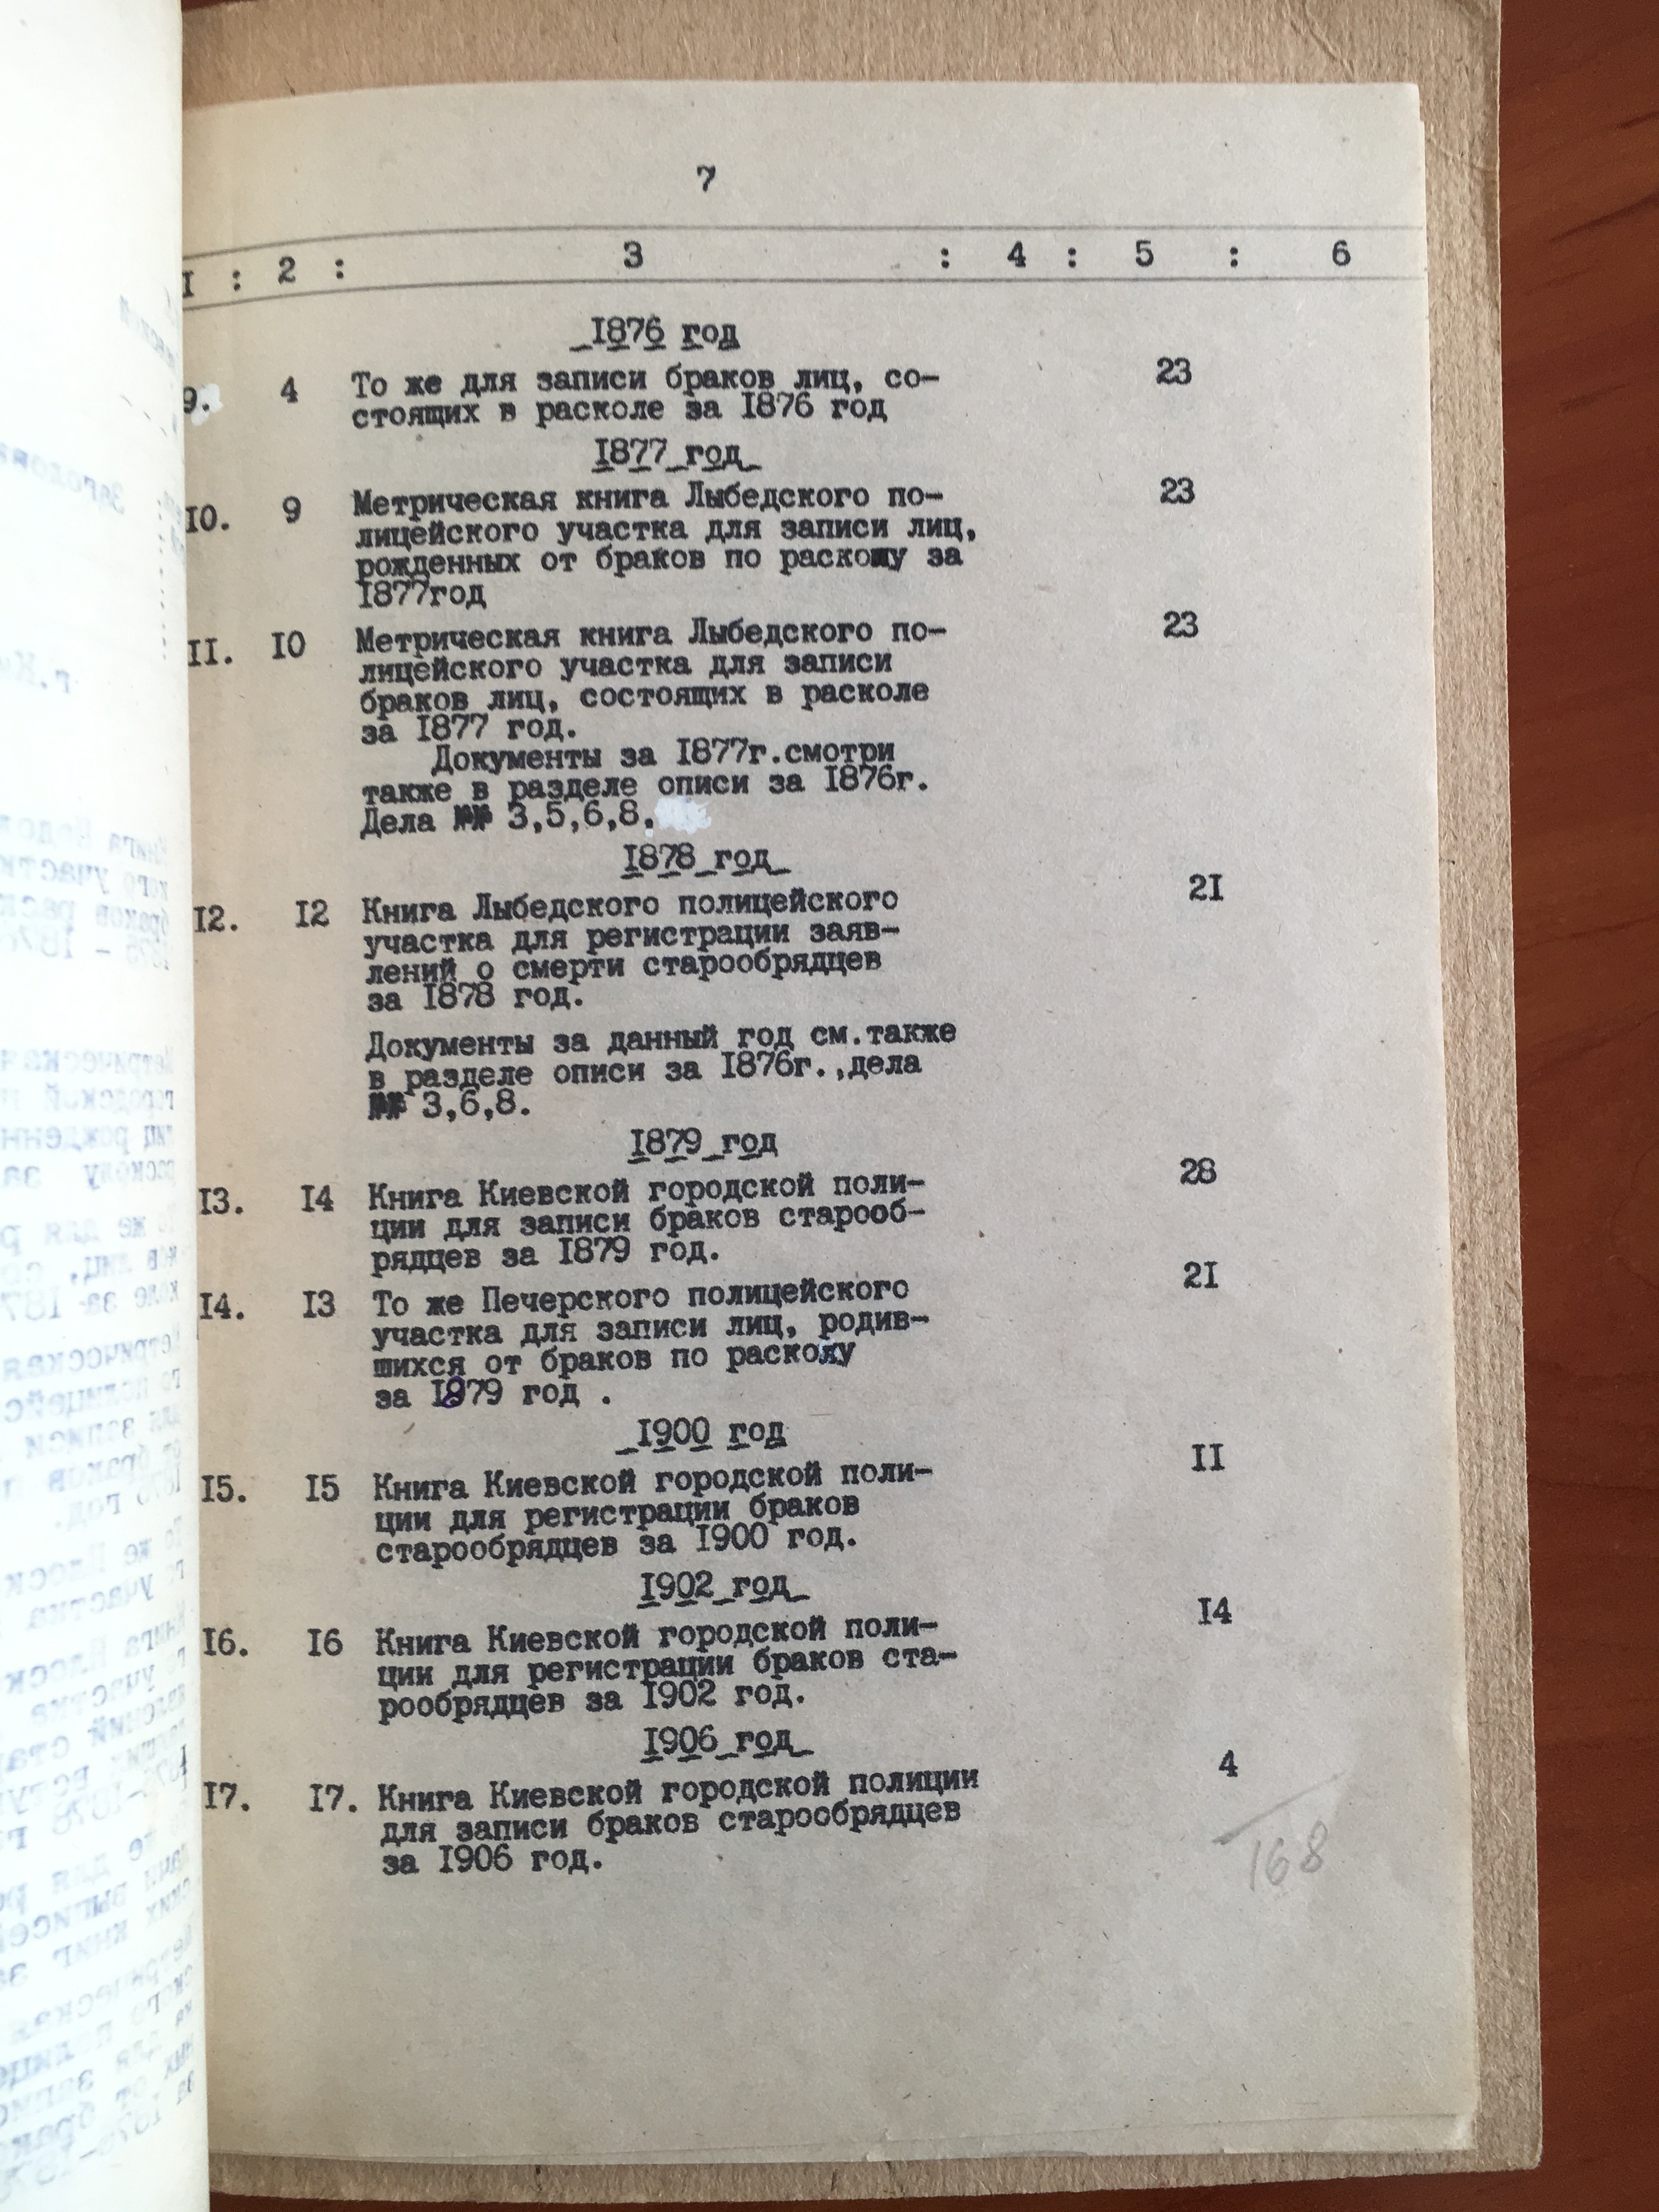 7
I : 2 : 3 : 4 : 5 : 6
1876 год
9. 4 То же для записи браков лиц, со- 23
стоящих в расколе за 1876 год
1877 год
10. 9 Метрическая книга Лыбедского по- 23
лицейского участка для записи лиц,
рожденных от браков по расколу за
1877год
II. 10 Метрическая книга Лыбедского по- 23
лицейского участка для записи
браков лиц, состоящих в расколе
за 1877 год.
Документы за 1877г.смотри
также в разделе описи за 1876г.
Дела №№ 3,5,6,8.
1878 год
12. 12 Книга Лыбедского полицейского 21
участка для регистрации заяв-
лений о смерти старообрядцев
за 1878 год.
Документы за данный год см.также
в разделе описи за 1876г.,дела
№№ 3,6,8.
1879 год
13. 14 Книга Киевской городской поли- 28
ции для записи браков старооб-
рядцев за 1879 год.
14. 13 То же Печерского полицейского 21
участка для записи лиц, родив-
шихся от браков по расколу
за 1879 год .
1900 год
15. 15 Книга Киевской городской поли- II
ции для регистрации браков
старообрядцев за 1900 год.
1902 год
16. 16 Книга Киевской городской поли- 14
ции для регистрации браков ста-
рообрядцев за 1902 год.
1906 год
17. 17. Книга Киевской городской полиции 4
для записи браков старообрядцев
за 1906 год.
168